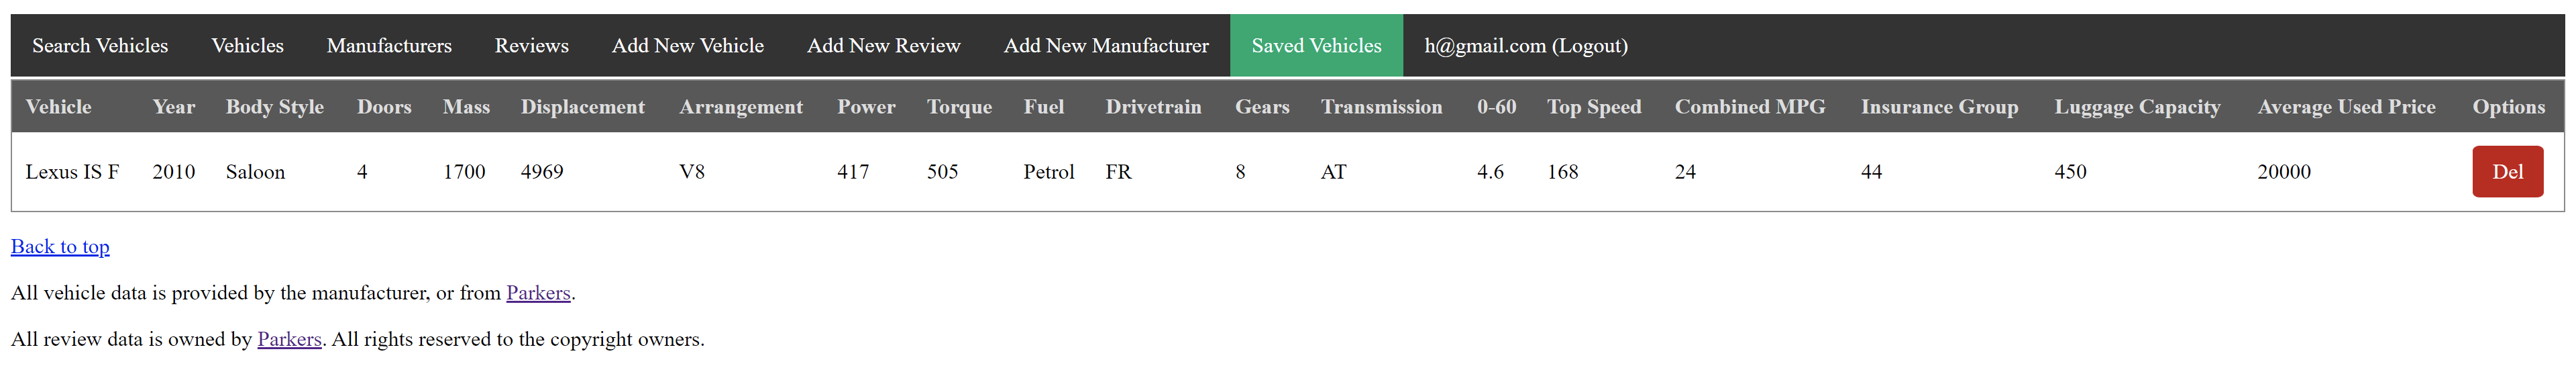 Search Vehicles Vehicles Manufacturers Reviews Add New Vehicle Add New Review Add New Manufacturer Saved Vehicles h@gmail.com (Logout)
Vehicle Year Body Style Doors Mass Displacement Arrangement Power Torque Fuel Drivetrain Gears Transmission 0-60 Top Speed Combined MPG Insurance Group Luggage Capacity Average Used Price Options
Lexus IS F 2010 Saloon 4 1700 4969 V8 417 505 Petrol FR 8 AT 4.6 168 24 44 450 20000 Del
Back to top
All vehicle data is provided by the manufacturer, or from Parkers.
All review data is owned by Parkers. All rights reserved to the copyright owners.